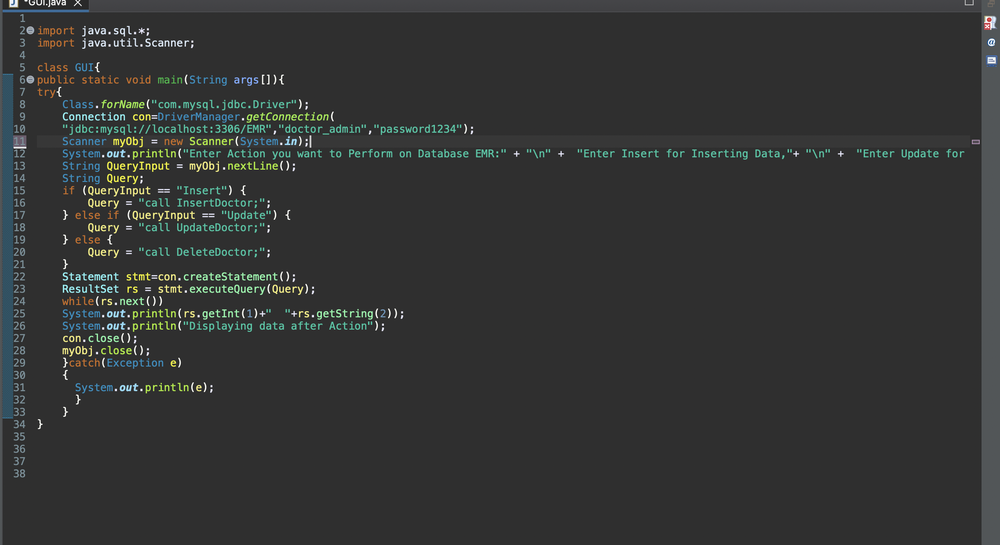 *GUI.java
1
2 import java.sql.*;
3 import java.util.Scanner;
4
5 class GUI{
6 public static void main(String args[]){
7 try{
8     Class.forName("com.mysql.jdbc.Driver");
9     Connection con=DriverManager.getConnection(
10     "jdbc:mysql://localhost:3306/EMR","doctor_admin","password1234");
11     Scanner myObj = new Scanner(System.in);
12     System.out.println("Enter Action you want to Perform on Database EMR:" + "\n" +  "Enter Insert for Inserting Data,"+ "\n" +  "Enter Update for
13     String QueryInput = myObj.nextLine();
14     String Query;
15     if (QueryInput == "Insert") {
16         Query = "call InsertDoctor;";
17     } else if (QueryInput == "Update") {
18         Query = "call UpdateDoctor;";
19     } else {
20         Query = "call DeleteDoctor;";
21     }
22     Statement stmt=con.createStatement();
23     ResultSet rs = stmt.executeQuery(Query);
24     while(rs.next())
25     System.out.println(rs.getInt(1)+"  "+rs.getString(2));
26     System.out.println("Displaying data after Action");
27     con.close();
28     myObj.close();
29     }catch(Exception e)
30     {
31       System.out.println(e);
32       }
33     }
34 }
35
36
37
38